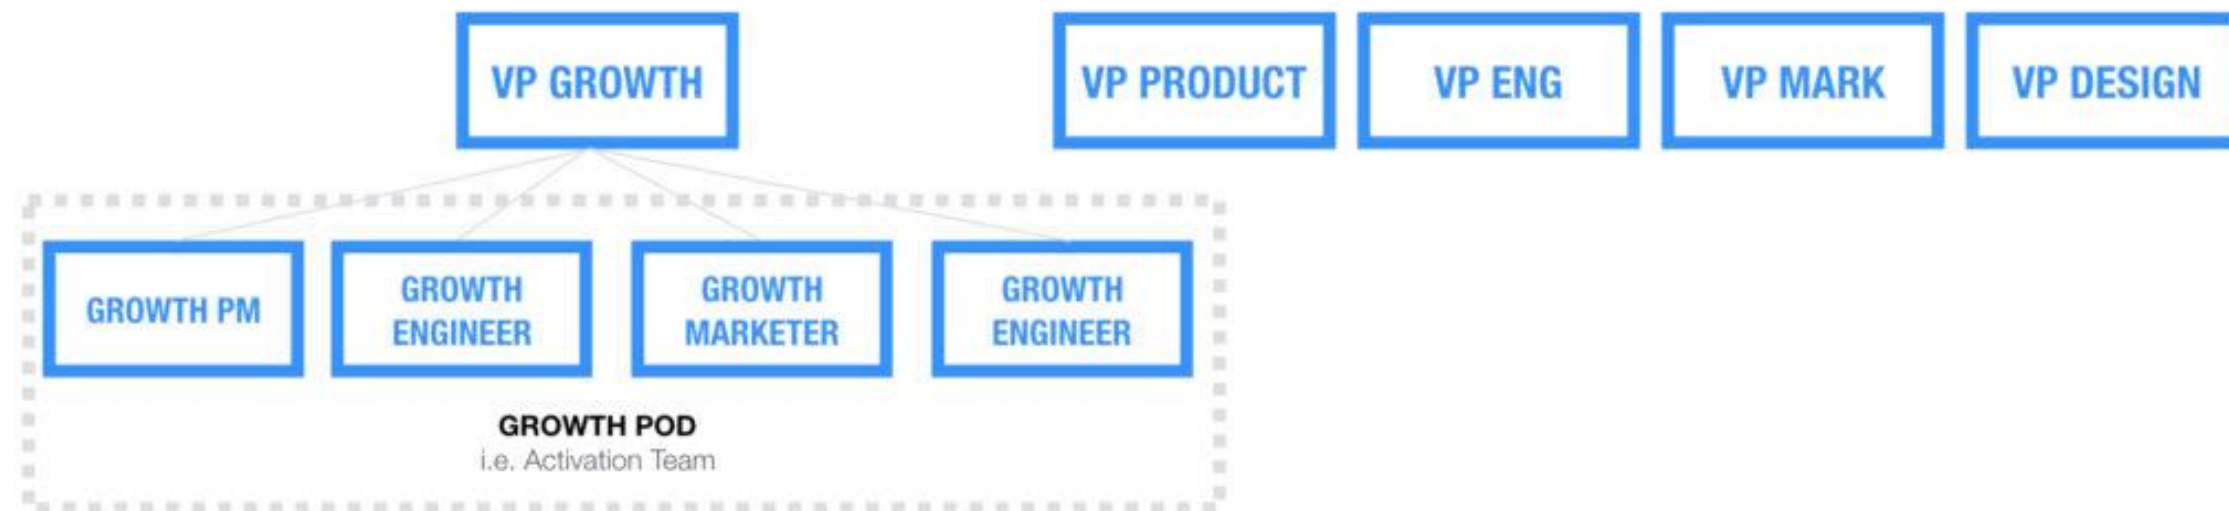 VP GROWTH
VP PRODUCT
VP ENG
VP MARK
VP DESIGN
GROWTH PM
GROWTH
ENGINEER
GROWTH
MARKETER
GROWTH
ENGINEER
GROWTH POD
i.e. Activation Team